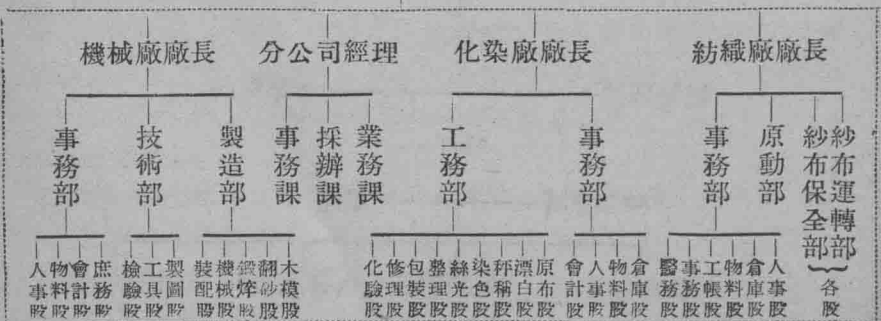 紡織廠廠長
化染廠廠長
分公司經理
機械廠廠長
紗布運轉部
紗布保全部
原動部
事務部
事務部
工務部
業務課
採辦課
事務課
製造部
技術部
事務部
各股
人事股
倉庫股
物料股
工帳股
事務股
醫務股
倉庫股
物料股
人事股
會計股
原布股
漂白股
秤稱股
染色股
絲光股
整理股
包裝股
修理股
化驗股
木模股
翻砂股
鍛焠股
機械股
裝配股
製圖股
工具股
檢驗股
庶務股
會計股
物料股
人事股